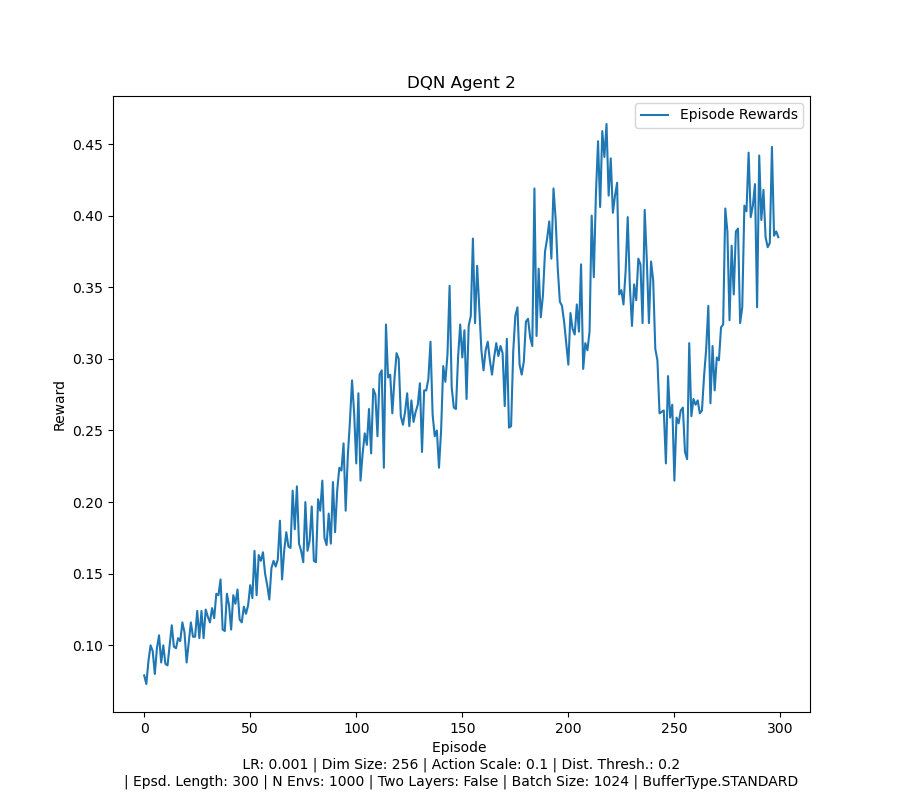 DQN Agent 2
Episode Rewards
0.45
0.40
0.35
0.30
0.25
0.20
0.15
0.10
Reward
0 50 100 150 200 250 300
Episode
LR: 0.001 | Dim Size: 256 | Action Scale: 0.1 | Dist. Thresh.: 0.2
| Epsd. Length: 300 | N Envs: 1000 | Two Layers: False | Batch Size: 1024 | BufferType.STANDARD